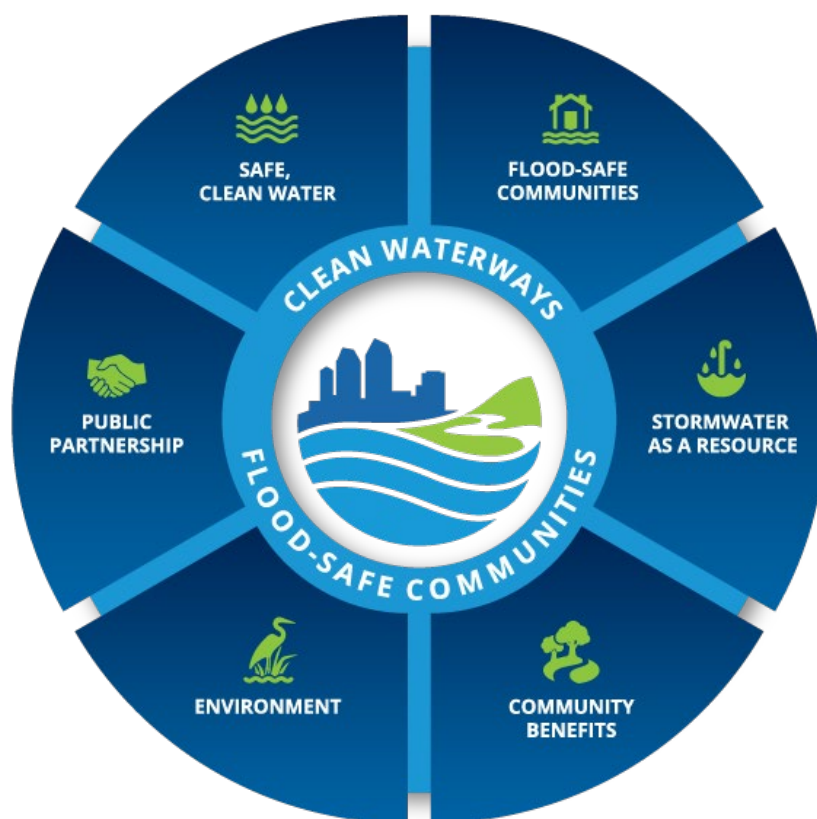 SAFE,
CLEAN WATER
FLOOD-SAFE
COMMUNITIES
CLEAN WATERWAYS
PUBLIC
PARTNERSHIP
STORMWATER
AS A RESOURCE
FLOOD-SAFE COMMUNITIES
ENVIRONMENT
COMMUNITY
BENEFITS